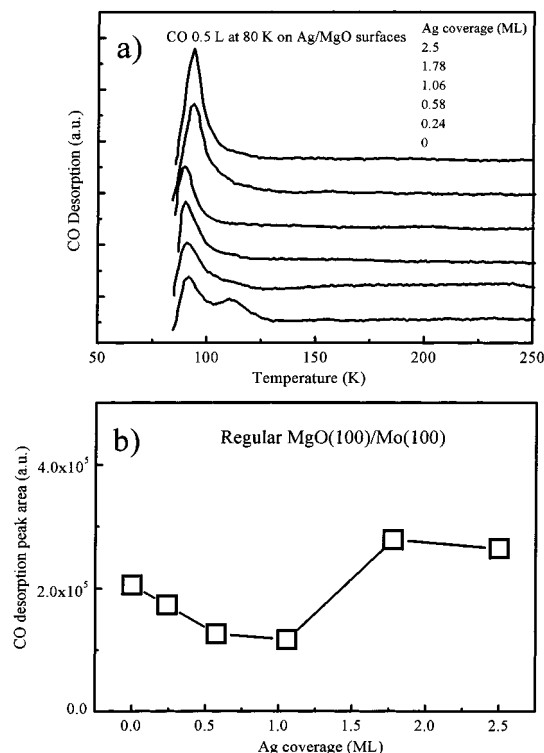 a)
CO 0.5 L at 80 K on Ag/MgO surfaces
Ag coverage (ML)
2.5
1.78
1.06
0.58
0.24
0
CO Desorption (a.u.)
50
100
150
200
250
Temperature (K)
b)
Regular MgO(100)/Mo(100)
CO desorption peak area (a.u.)
4.0x10⁵
2.0x10⁵
0.0
0.0
0.5
1.0
1.5
2.0
2.5
Ag coverage (ML)